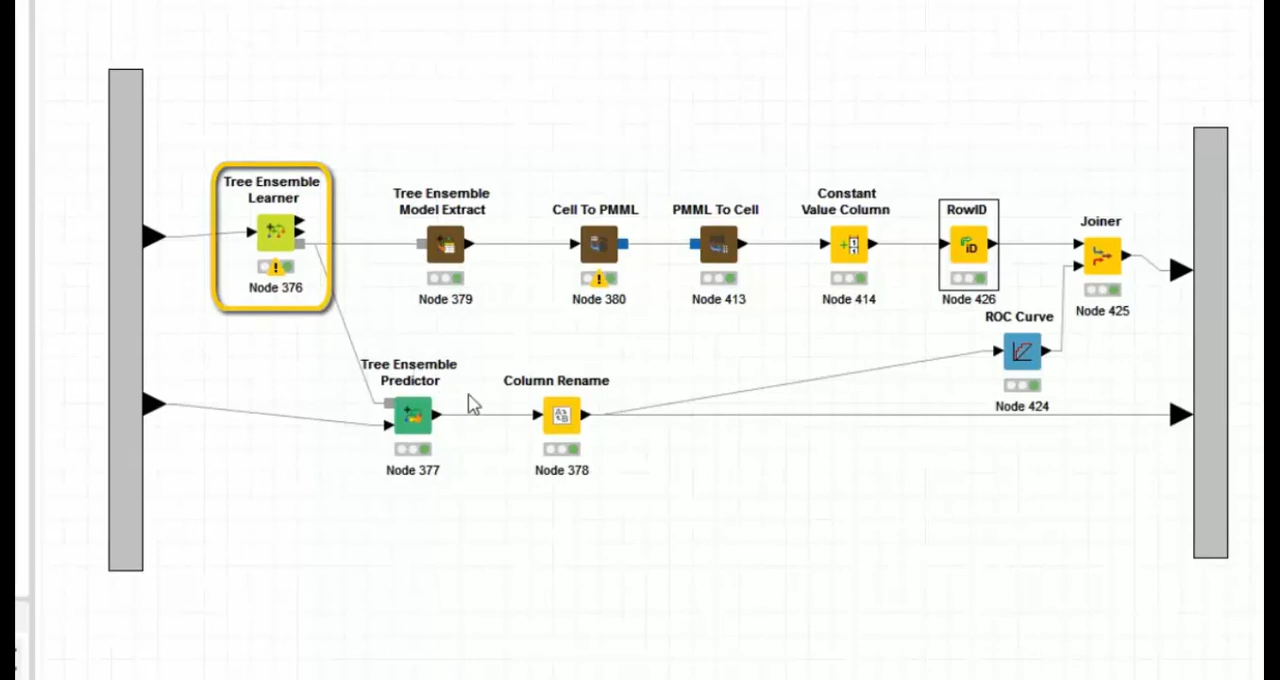 Tree Ensemble
Learner
Node 376
Tree Ensemble
Model Extract
Node 379
Cell To PMML
Node 380
PMML To Cell
Node 413
Constant
Value Column
Node 414
RowID
Node 426
Joiner
Node 425
ROC Curve
Node 424
Tree Ensemble
Predictor
Node 377
Column Rename
Node 378